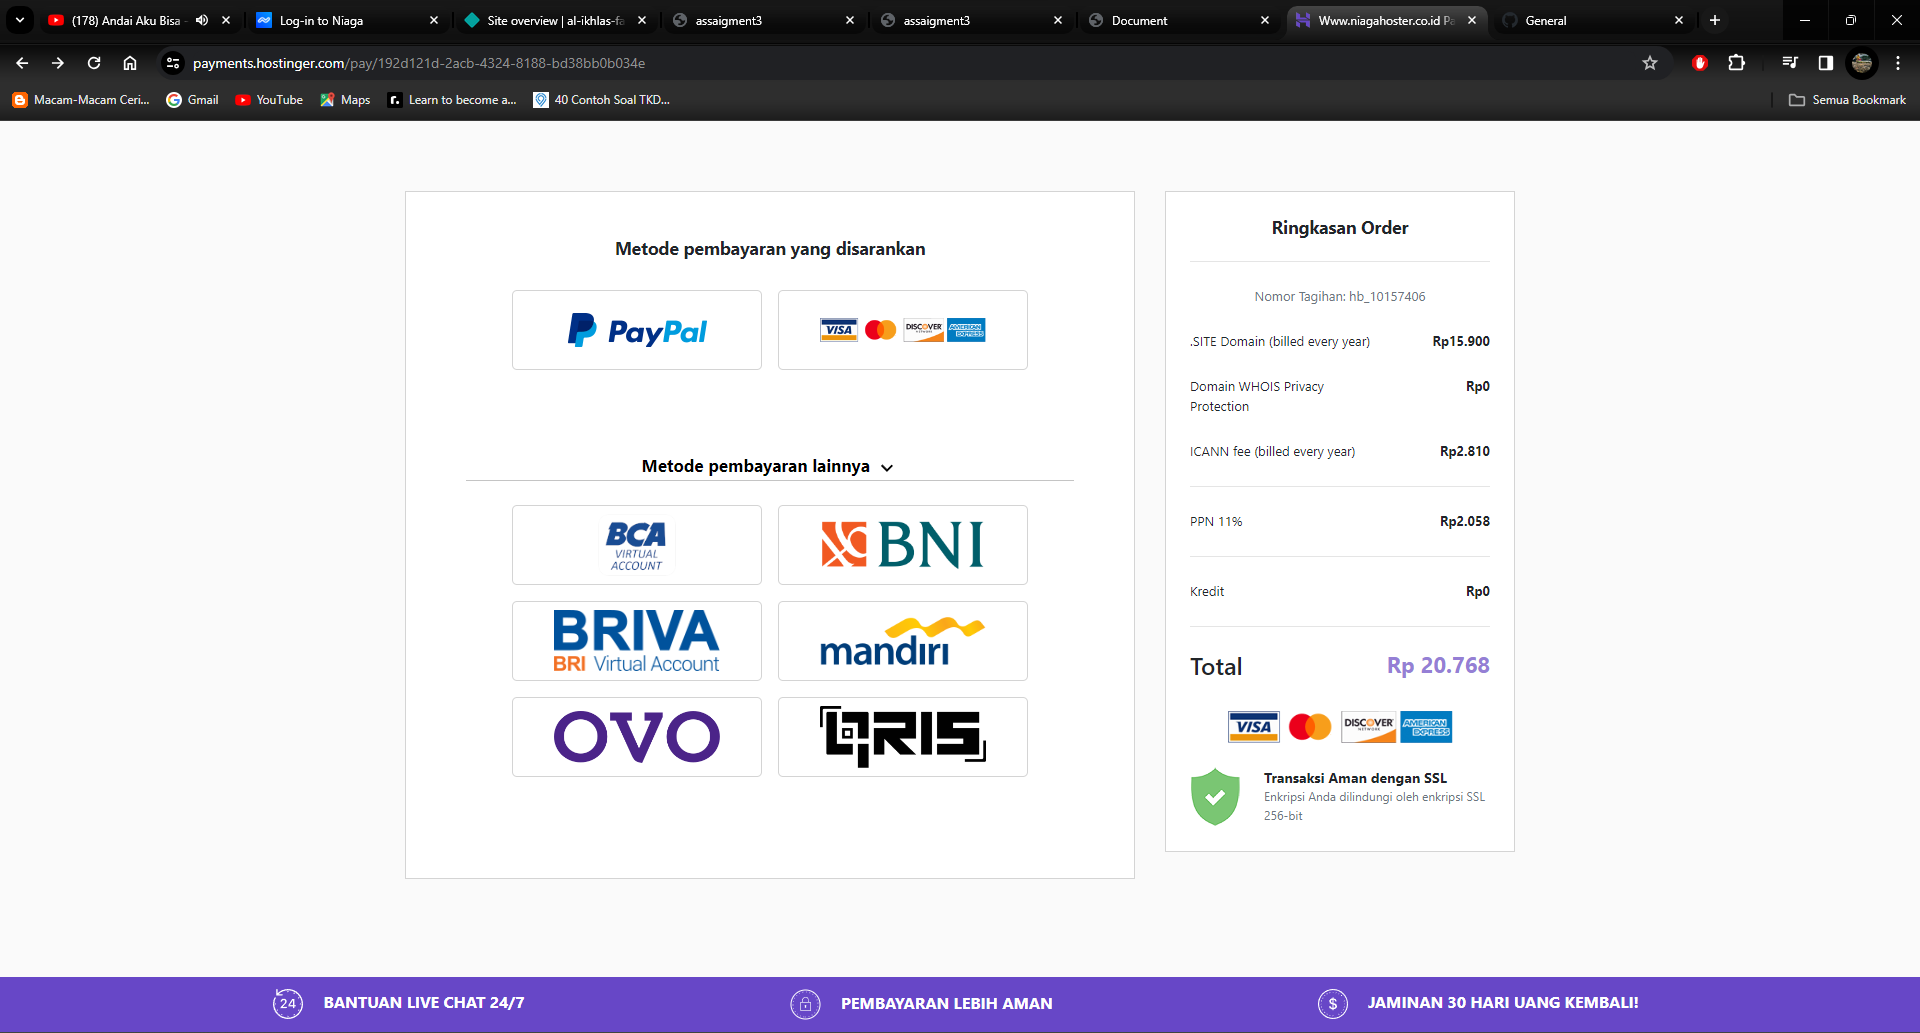 (178) Andai Aku Bisa -
Log-in to Niaga
Site overview | al-ikhlas-fa
assaigment3
assaigment3
Document
Www.niagahoster.co.id Pa
General
payments.hostinger.com/pay/192d121d-2acb-4324-8188-bd38bb0b034e
Macam-Macam Ceri...
Gmail
YouTube
Maps
r.
Learn to become a...
40 Contoh Soal TKD...
Semua Bookmark
Metode pembayaran yang disarankan
PayPal
VISA
DISCOVER
NETWORK
AMERICAN
EXPRESS
Metode pembayaran lainnya
BCA
VIRTUAL
ACCOUNT
BNI
BRIVA
BRI Virtual Account
mandiri
OVO
QRIS
Ringkasan Order
Nomor Tagihan: hb_10157406
.SITE Domain (billed every year) Rp15.900
Domain WHOIS Privacy Rp0
Protection
ICANN fee (billed every year) Rp2.810
PPN 11% Rp2.058
Kredit Rp0
Total Rp 20.768
VISA
DISCOVER
NETWORK
AMERICAN
EXPRESS
Transaksi Aman dengan SSL
Enkripsi Anda dilindungi oleh enkripsi SSL
256-bit
24 BANTUAN LIVE CHAT 24/7
PEMBAYARAN LEBIH AMAN
$ JAMINAN 30 HARI UANG KEMBALI!